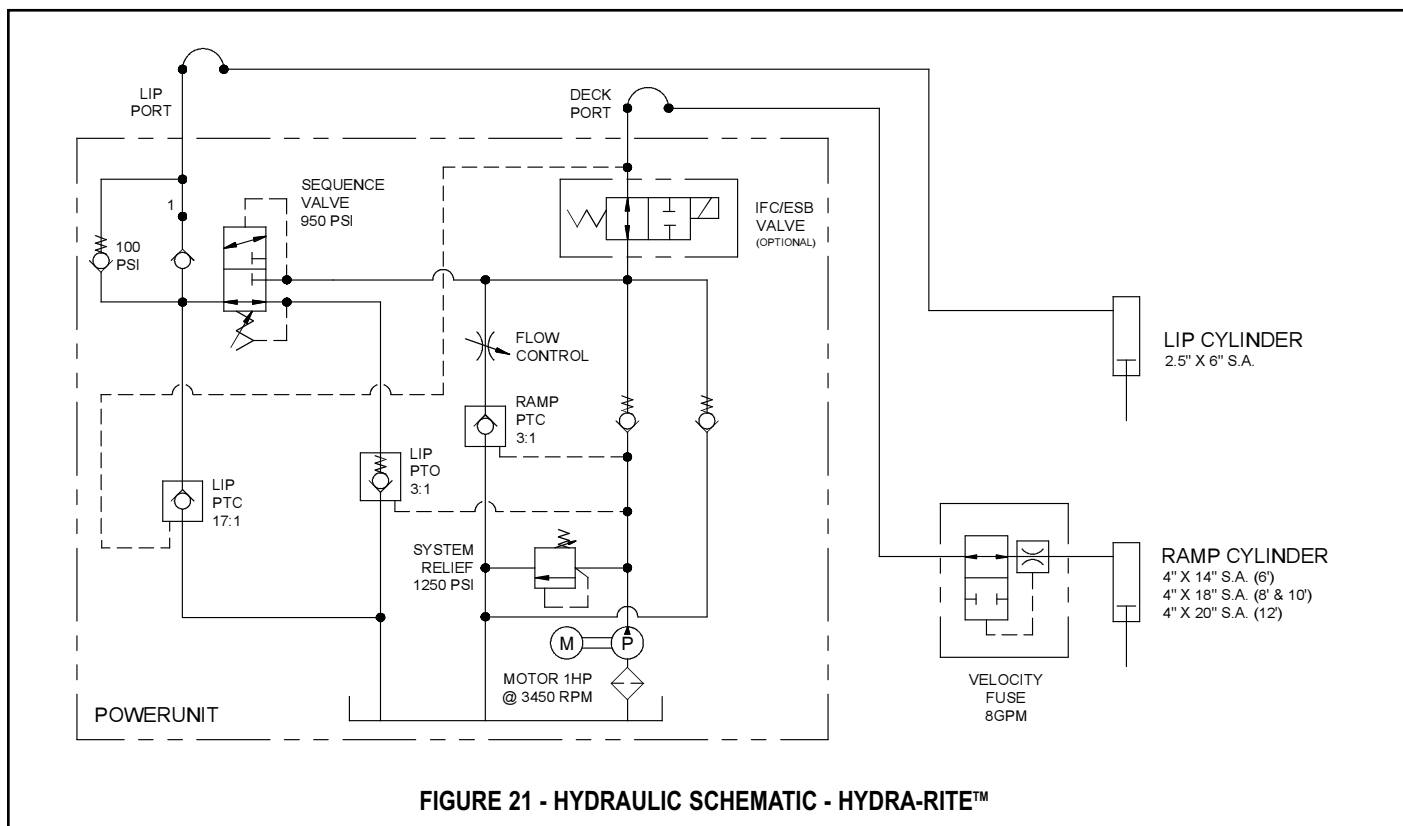 LIP
PORT
DECK
PORT
SEQUENCE
VALVE
950 PSI
IFC/ESB
VALVE
(OPTIONAL)
1
100
PSI
FLOW
CONTROL
LIP CYLINDER
2.5" X 6" S.A.
RAMP
PTC
3:1
LIP
PTO
3:1
LIP
PTC
17:1
SYSTEM
RELIEF
1250 PSI
RAMP CYLINDER
4" X 14" S.A. (6')
4" X 18" S.A. (8' & 10')
4" X 20" S.A. (12')
M
P
MOTOR 1HP
@ 3450 RPM
VELOCITY
FUSE
8GPM
POWERUNIT
FIGURE 21 - HYDRAULIC SCHEMATIC - HYDRA-RITE™